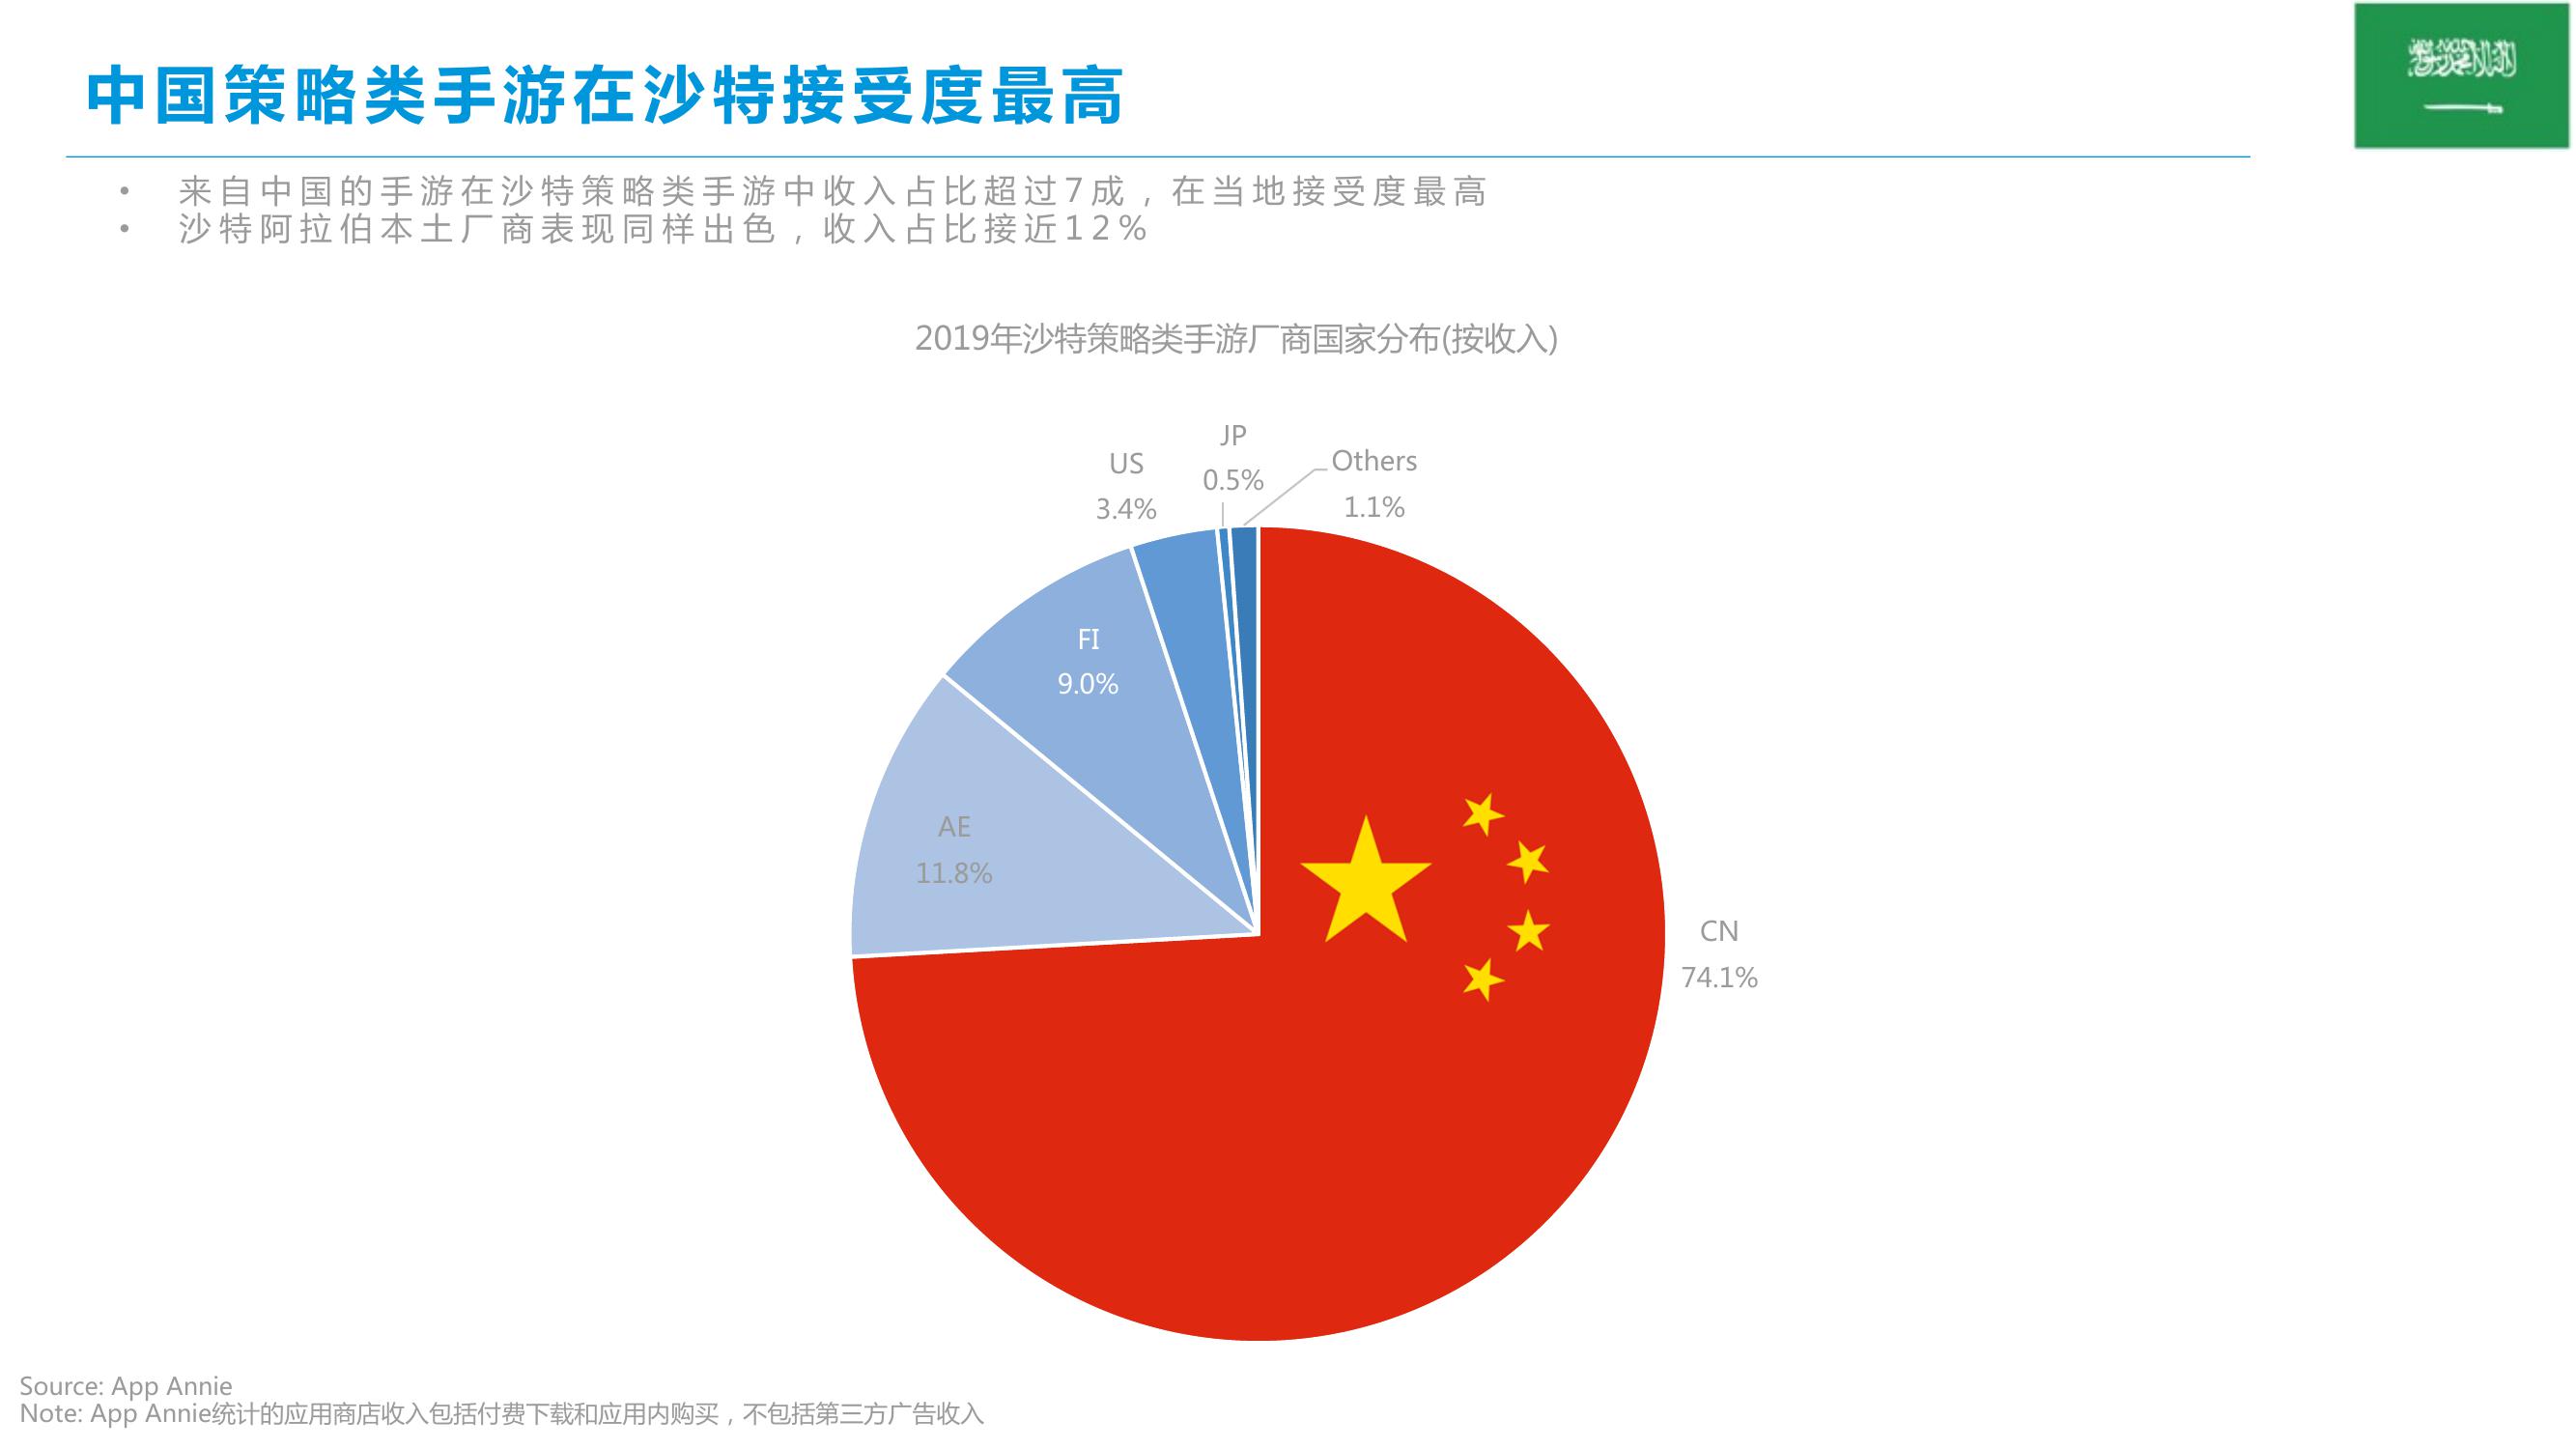 中国策略类手游在沙特接受度最高
• 来自中国的手游在沙特策略类手游中收入占比超过7成，在当地接受度最高
• 沙特阿拉伯本土厂商表现同样出色，收入占比接近12%
2019年沙特策略类手游厂商国家分布(按收入)
JP
0.5%
US
3.4%
Others
1.1%
FI
9.0%
AE
11.8%
CN
74.1%
Source: App Annie
Note: App Annie统计的应用商店收入包括付费下载和应用内购买，不包括第三方广告收入